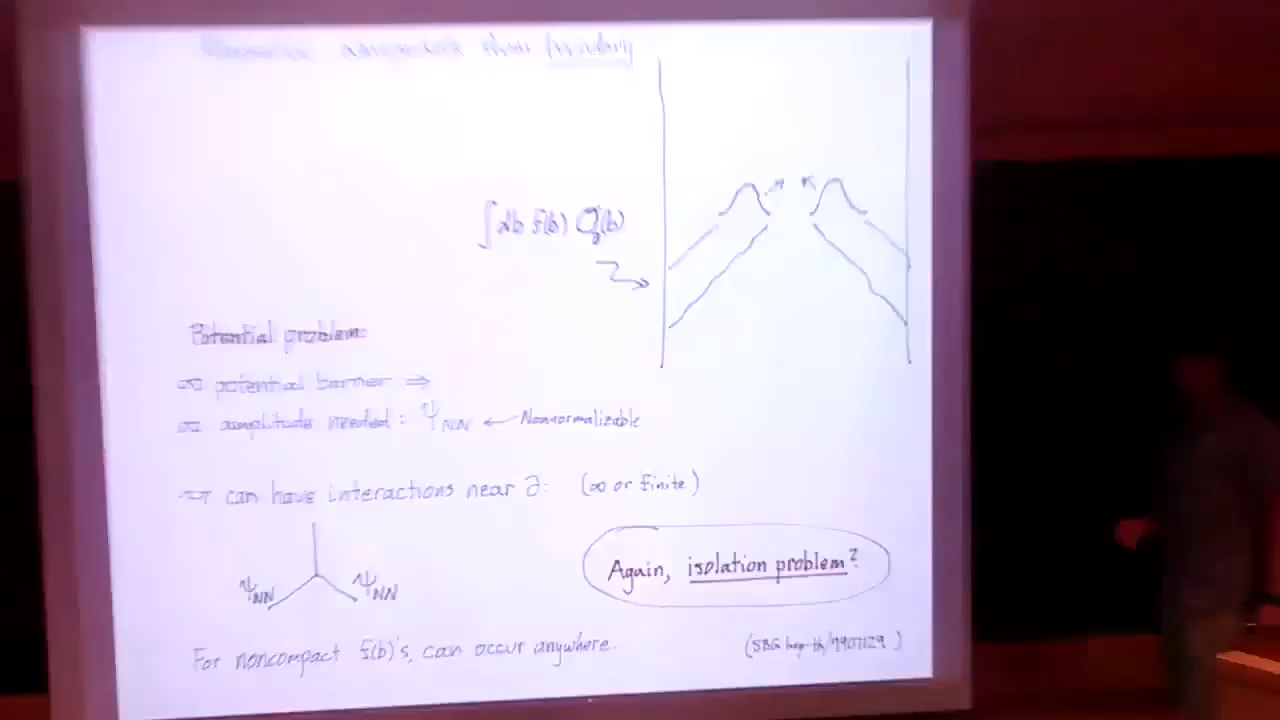 ∫db f(b) O(b)
Potential problem:
∞ potential barrier ⇒
∞ amplitude needed: Ψ_NN ← Nonnormalizable
⇒ can have interactions near ∂: (∞ or finite)
Ψ_NN Ψ_NN
Again, isolation problem?
For noncompact f(b)'s, can occur anywhere.
(SBG hep-th/9907129)